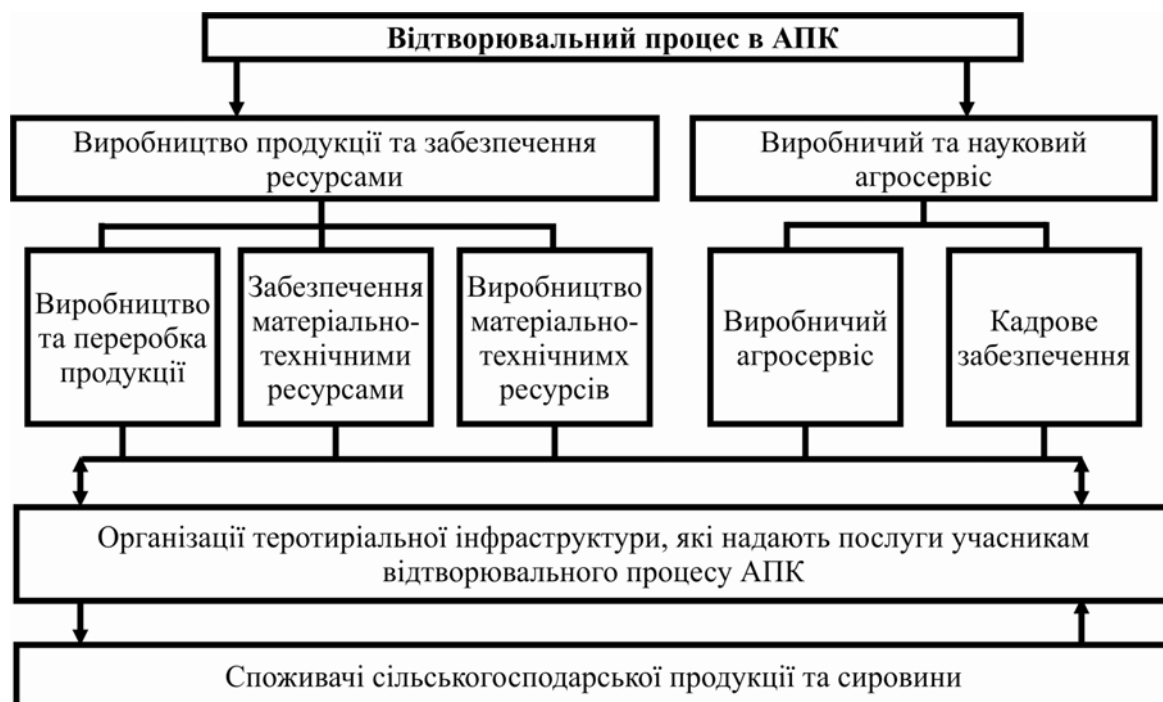 Відтворювальний процес в АПК
Виробництво продукції та забезпечення
ресурсами
Виробничий та науковий
агросервіс
Виробництво
та переробка
продукції
Забезпечення
матеріально-
технічними
ресурсами
Виробництво
матеріально-
технічнимх
ресурсів
Виробничий
агросервіс
Кадрове
забезпечення
Організації теротиріальної інфраструктури, які надають послуги учасникам
відтворювального процесу АПК
Споживачі сільськогосподарської продукції та сировини